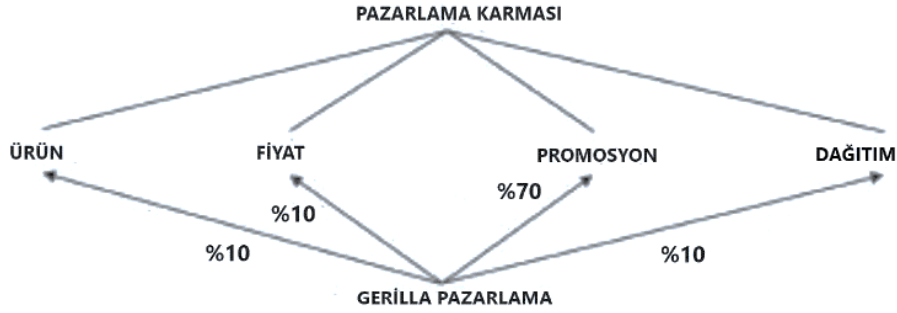 PAZARLAMA KARMASI
ÜRÜN
FİYAT
PROMOSYON
DAĞITIM
%10
%10
%70
%10
GERİLLA PAZARLAMA